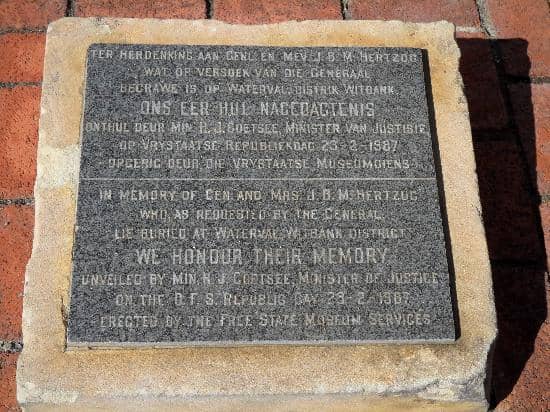 TER HERDENKING AAN GENL. EN MEV. J. B. M. HERTZOG
WAT, OP VERSOEK VAN DIE GENERAAL
BEGRAWE IS OP WATERVAL, DISTRIK WITBANK.
ONS EER HUL NAGEDAGTENIS
ONTHUL DEUR MIN. H. J. COETSEE, MINISTER VAN JUSTISIE,
OP VRYSTAATSE REPUBLIEKDAG 23-2-1987
OPGERIG DEUR DIE VRYSTAATSE MUSEUMDIENS
IN MEMORY OF GEN. AND MRS. J. B. M. HERTZOG
WHO, AS REQUESTED BY THE GENERAL,
LIE BURIED AT WATERVAL, WITBANK DISTRICT
WE HONOUR THEIR MEMORY
UNVEILED BY MIN. H. J. COETSEE, MINISTER OF JUSTICE
ON THE O.F.S. REPUBLIC DAY 23-2-1987
ERECTED BY THE FREE STATE MUSEUM SERVICES